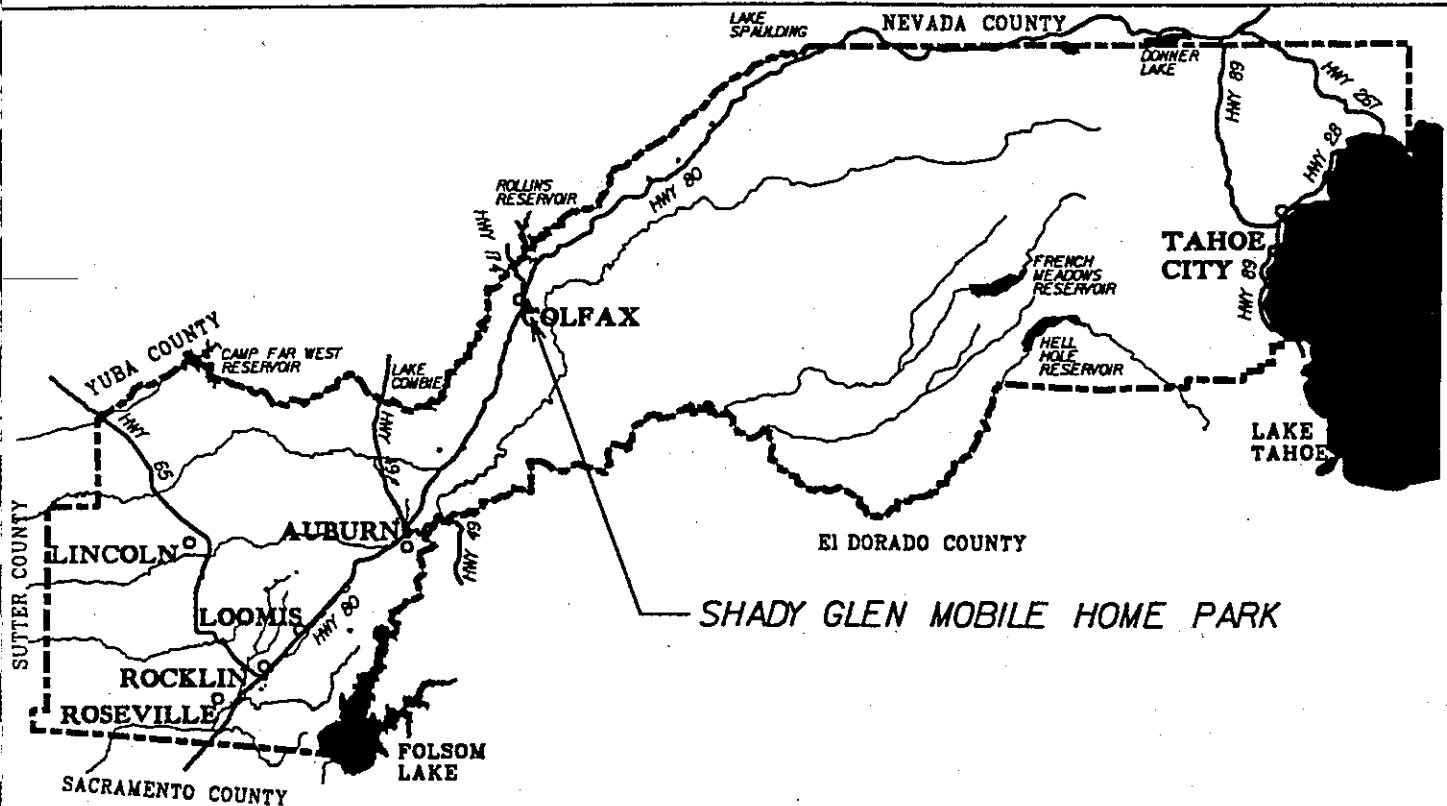 LAKE
SPAULDING
NEVADA COUNTY
DONNER
LAKE
HWY 89
HWY 267
HWY 28
ROLLINS
RESERVOIR
HWY 174
HWY 80
TAHOE
CITY
HWY 89
FRENCH
MEADOWS
RESERVOIR
COLFAX
YUBA COUNTY
CAMP FAR WEST
RESERVOIR
LAKE
COMBIE
HELL
HOLE
RESERVOIR
HWY 65
HWY 49
LAKE
TAHOE
SUTTER COUNTY
LINCOLN
AUBURN
HWY 49
El DORADO COUNTY
LOOMIS
HWY 80
SHADY GLEN MOBILE HOME PARK
ROCKLIN
ROSEVILLE
FOLSOM
LAKE
SACRAMENTO COUNTY